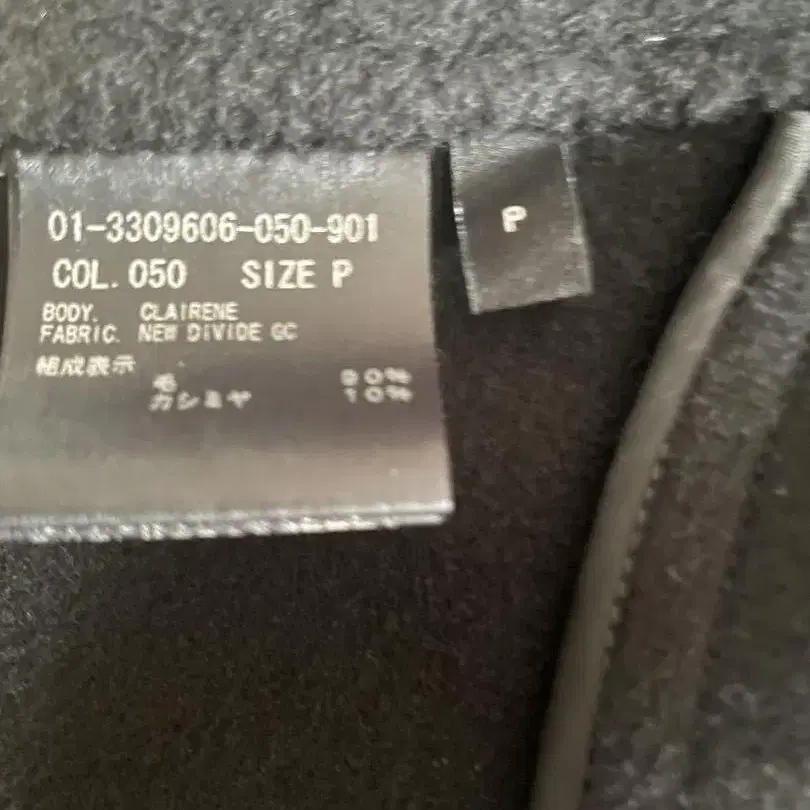 01-3309606-050-901
COL. 050 SIZE P
BODY. CLAIRENE
FABRIC. NEW DIVIDE GC
組成表示
毛 90%
カシミヤ 10%
P